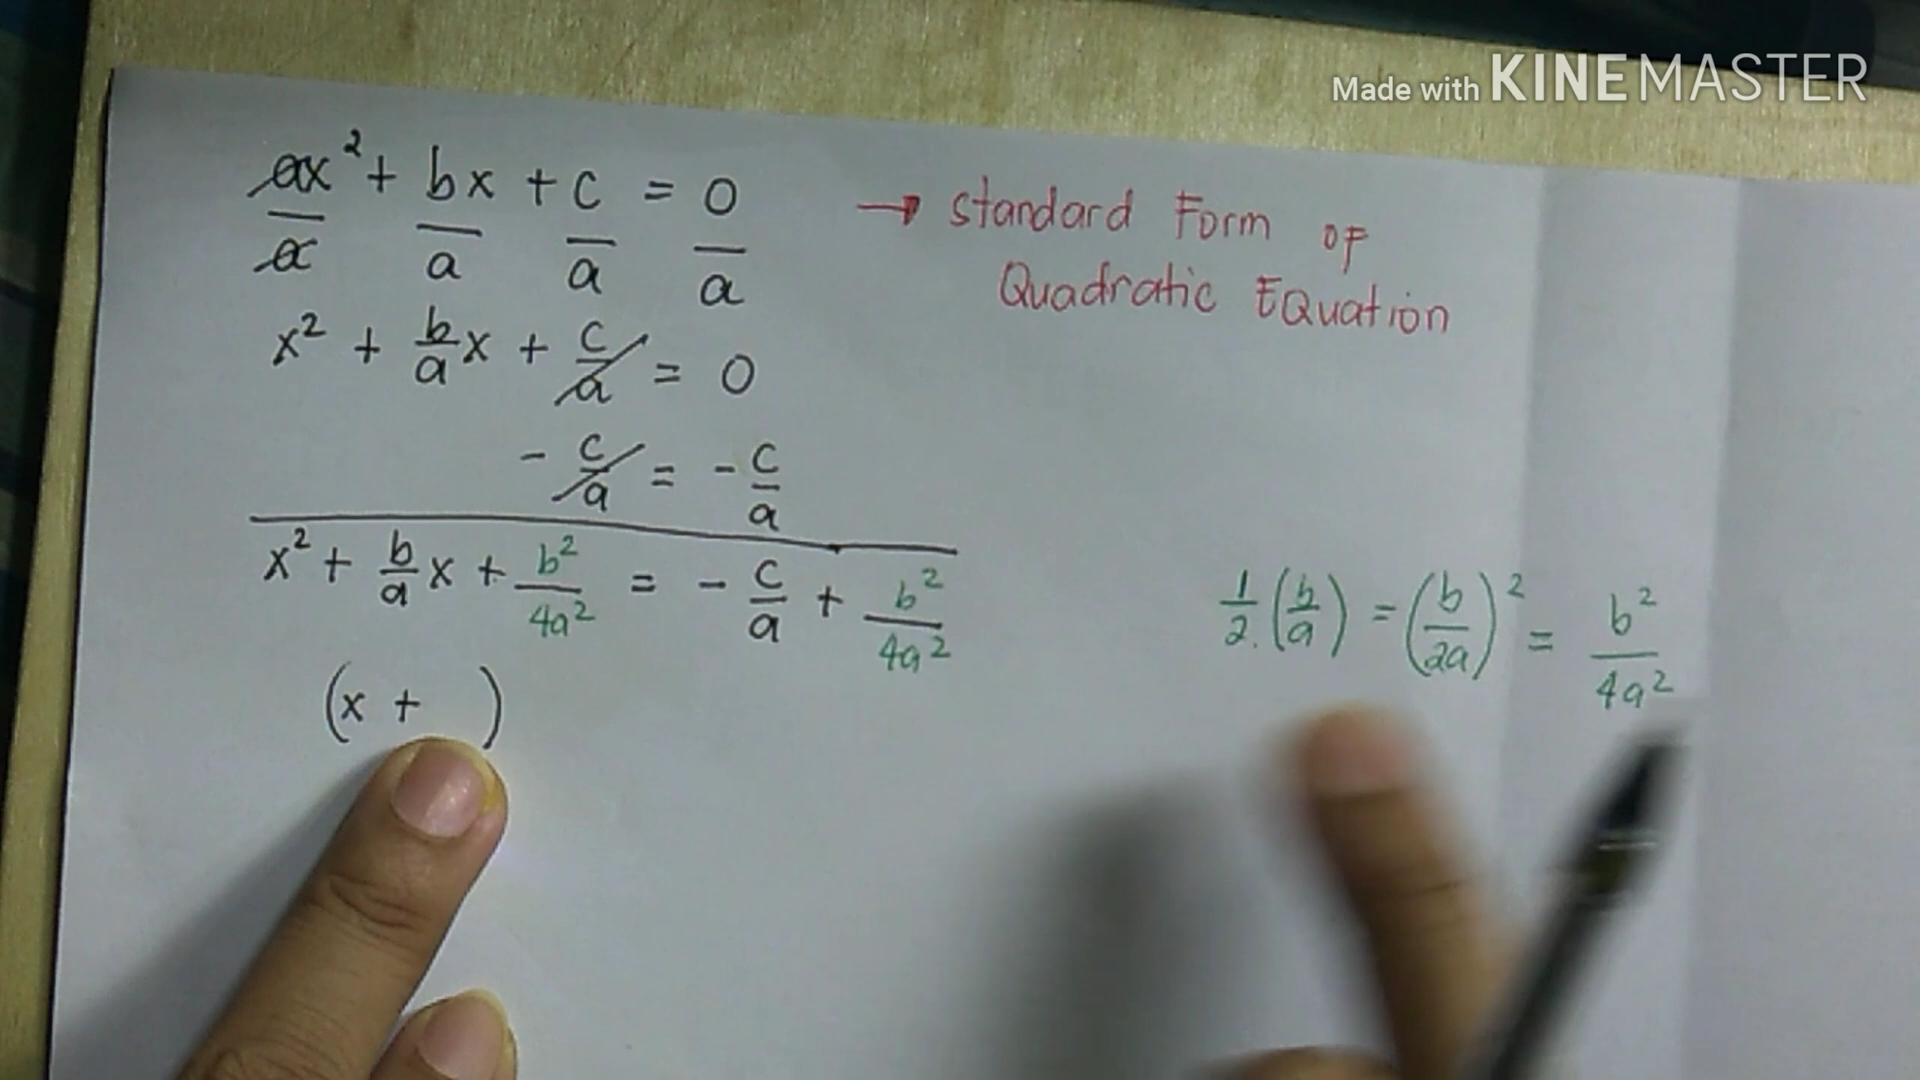 Made with KINEMASTER
ax² + bx + c = 0
a a a a
→ Standard Form of
Quadratic Equation
x² + b/a x + c/a = 0
- c/a = - c/a
x² + b/a x + b²/4a² = - c/a + b²/4a²
1/2 . (b/a) = (b/2a)² = b²/4a²
(x + )